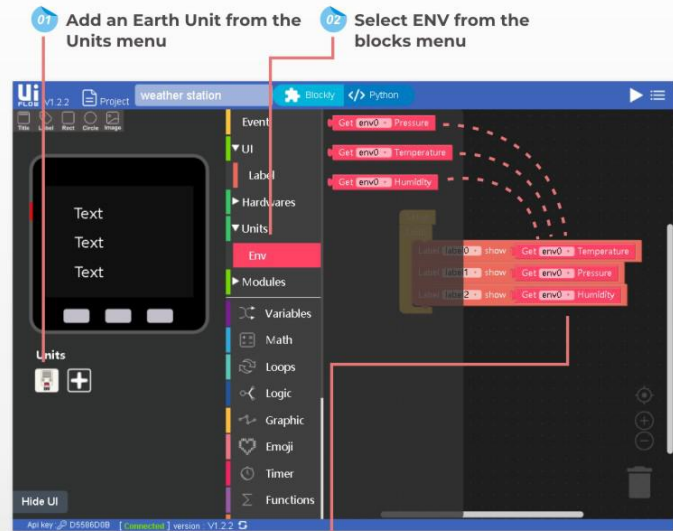 01 Add an Earth Unit from the
Units menu
02 Select ENV from the
blocks menu
Ui
FLOW V1.2.2 Project weather station Blockly </> Python
Title Label Rect Circle Image
Text
Text
Text
Units
Hide UI
Event
UI
Label
Hardwares
Units
Env
Modules
Variables
Math
Loops
Logic
Graphic
Emoji
Timer
Functions
Get env0 Pressure
Get env0 Temperature
Get env0 Humidity
Label label0 show Get env0 Temperature
Label label1 show Get env0 Pressure
Label label2 show Get env0 Humidity
Api key D5586D0B [ Connected ] version : V1.2.2